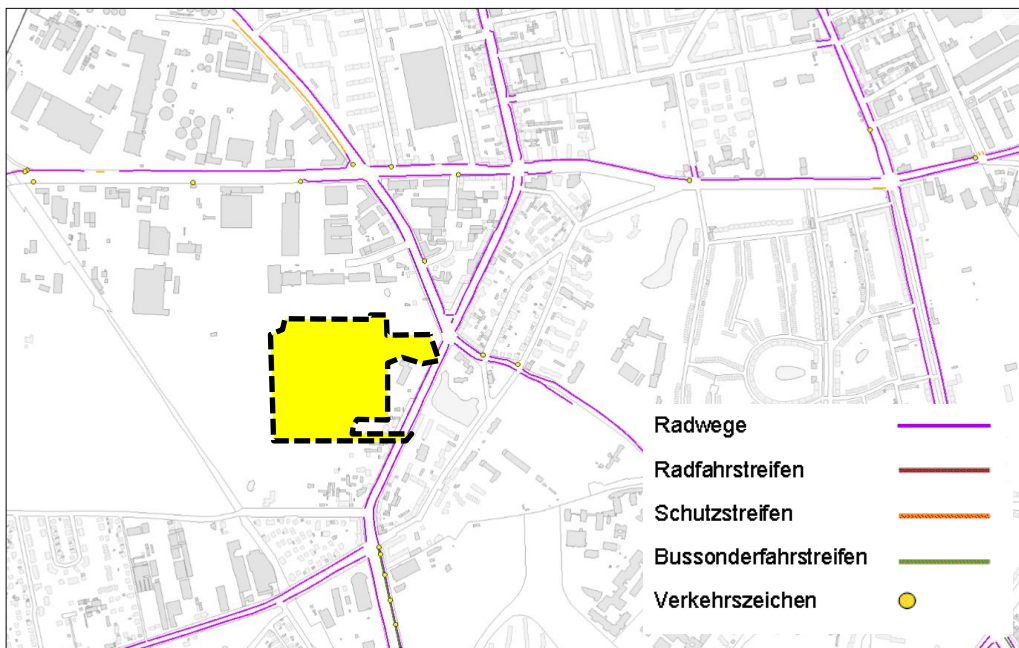 Radwege
Radfahrstreifen
Schutzstreifen
Bussonderfahrstreifen
Verkehrszeichen